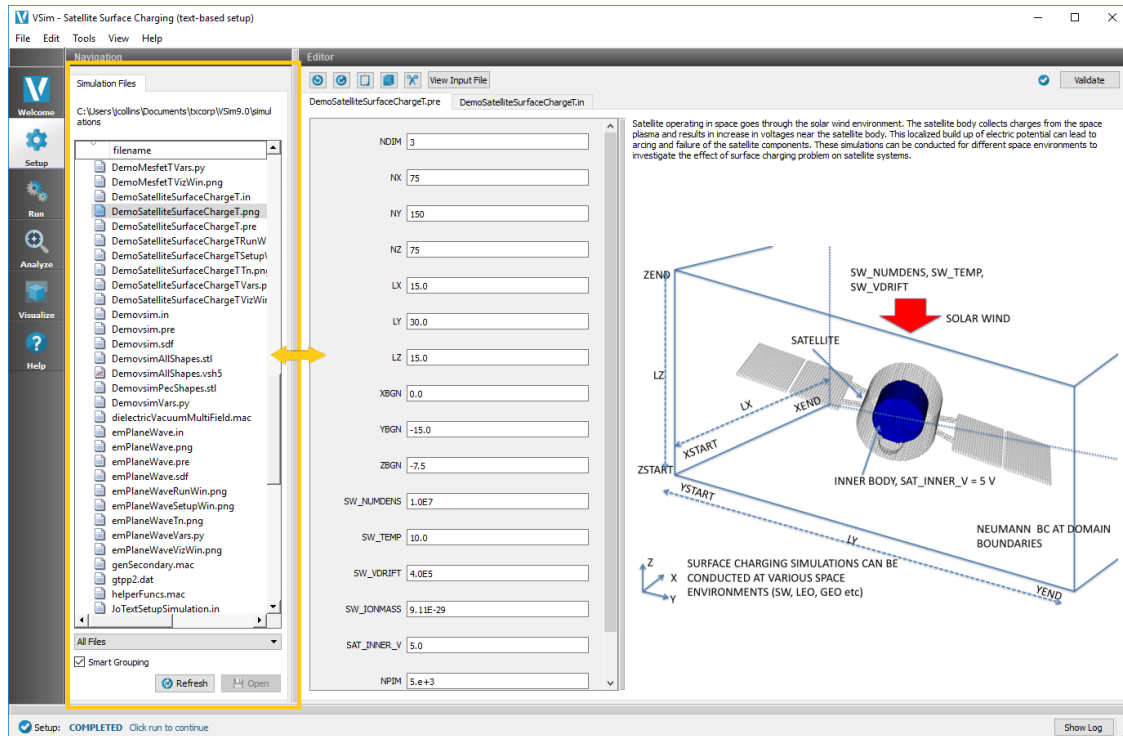 VSim - Satellite Surface Charging (text-based setup)
File Edit Tools View Help
Navigation
Editor
Welcome
Setup
Run
Analyze
Visualize
Help
Simulation Files
C:\Users\jcollins\Documents\txcorp\VSim9.0\simul
ations
filename
DemoMesfetTVars.py
DemoMesfetTVizWin.png
DemoSatelliteSurfaceChargeT.in
DemoSatelliteSurfaceChargeT.png
DemoSatelliteSurfaceChargeT.pre
DemoSatelliteSurfaceChargeTRunW
DemoSatelliteSurfaceChargeTSetup
DemoSatelliteSurfaceChargeTTn.png
DemoSatelliteSurfaceChargeTVars.p
DemoSatelliteSurfaceChargeTVizWin
Demovsim.in
Demovsim.pre
Demovsim.sdf
DemovsimAllShapes.stl
DemovsimAllShapes.vsh5
DemovsimPecShapes.stl
DemovsimVars.py
dielectricVacuumMultiField.mac
emPlaneWave.in
emPlaneWave.png
emPlaneWave.pre
emPlaneWave.sdf
emPlaneWaveRunWin.png
emPlaneWaveSetupWin.png
emPlaneWaveTn.png
emPlaneWaveVars.py
emPlaneWaveVizWin.png
genSecondary.mac
gtpp2.dat
helperFuncs.mac
JoTextSetupSimulation.in
All Files
Smart Grouping
Refresh
Open
View Input File
Validate
DemoSatelliteSurfaceChargeT.pre
DemoSatelliteSurfaceChargeT.in
NDIM 3
NX 75
NY 150
NZ 75
LX 15.0
LY 30.0
LZ 15.0
XBGN 0.0
YBGN -15.0
ZBGN -7.5
SW_NUMDENS 1.0E7
SW_TEMP 10.0
SW_VDRIFT 4.0E5
SW_IONMASS 9.11E-29
SAT_INNER_V 5.0
NPIM 5.e+3
Satellite operating in space goes through the solar wind environment. The satellite body collects charges from the space
plasma and results in increase in voltages near the satellite body. This localized build up of electric potential can lead to
arcing and failure of the satellite components. These simulations can be conducted for different space environments to
investigate the effect of surface charging problem on satellite systems.
ZEND
SW_NUMDENS, SW_TEMP,
SW_VDRIFT
SOLAR WIND
SATELLITE
LZ
LX
XEND
XSTART
ZSTART
YSTART
INNER BODY, SAT_INNER_V = 5 V
NEUMANN BC AT DOMAIN
BOUNDARIES
LY
YEND
Z
X
Y
SURFACE CHARGING SIMULATIONS CAN BE
CONDUCTED AT VARIOUS SPACE
ENVIRONMENTS (SW, LEO, GEO etc)
Setup: COMPLETED Click run to continue
Show Log